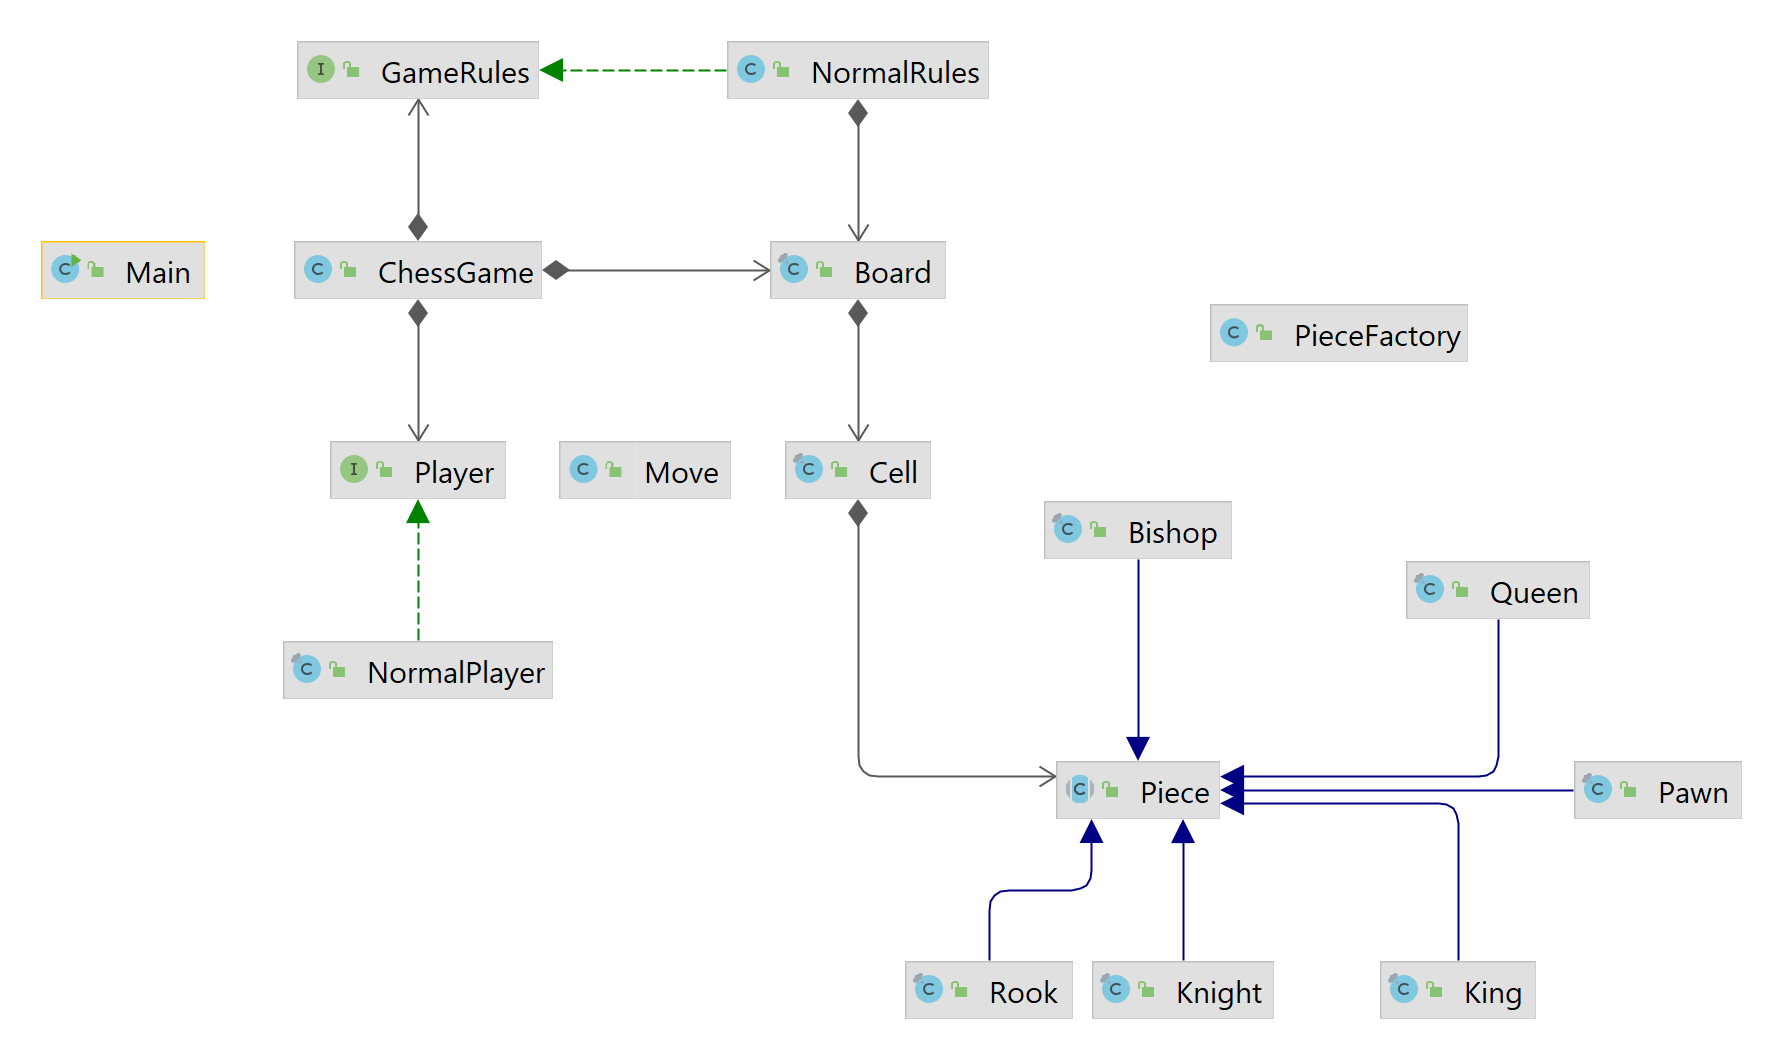 I GameRules
C NormalRules
C Main
C ChessGame
C Board
C PieceFactory
I Player
C Move
C Cell
C Bishop
C Queen
C NormalPlayer
C Piece
C Pawn
C Rook
C Knight
C King